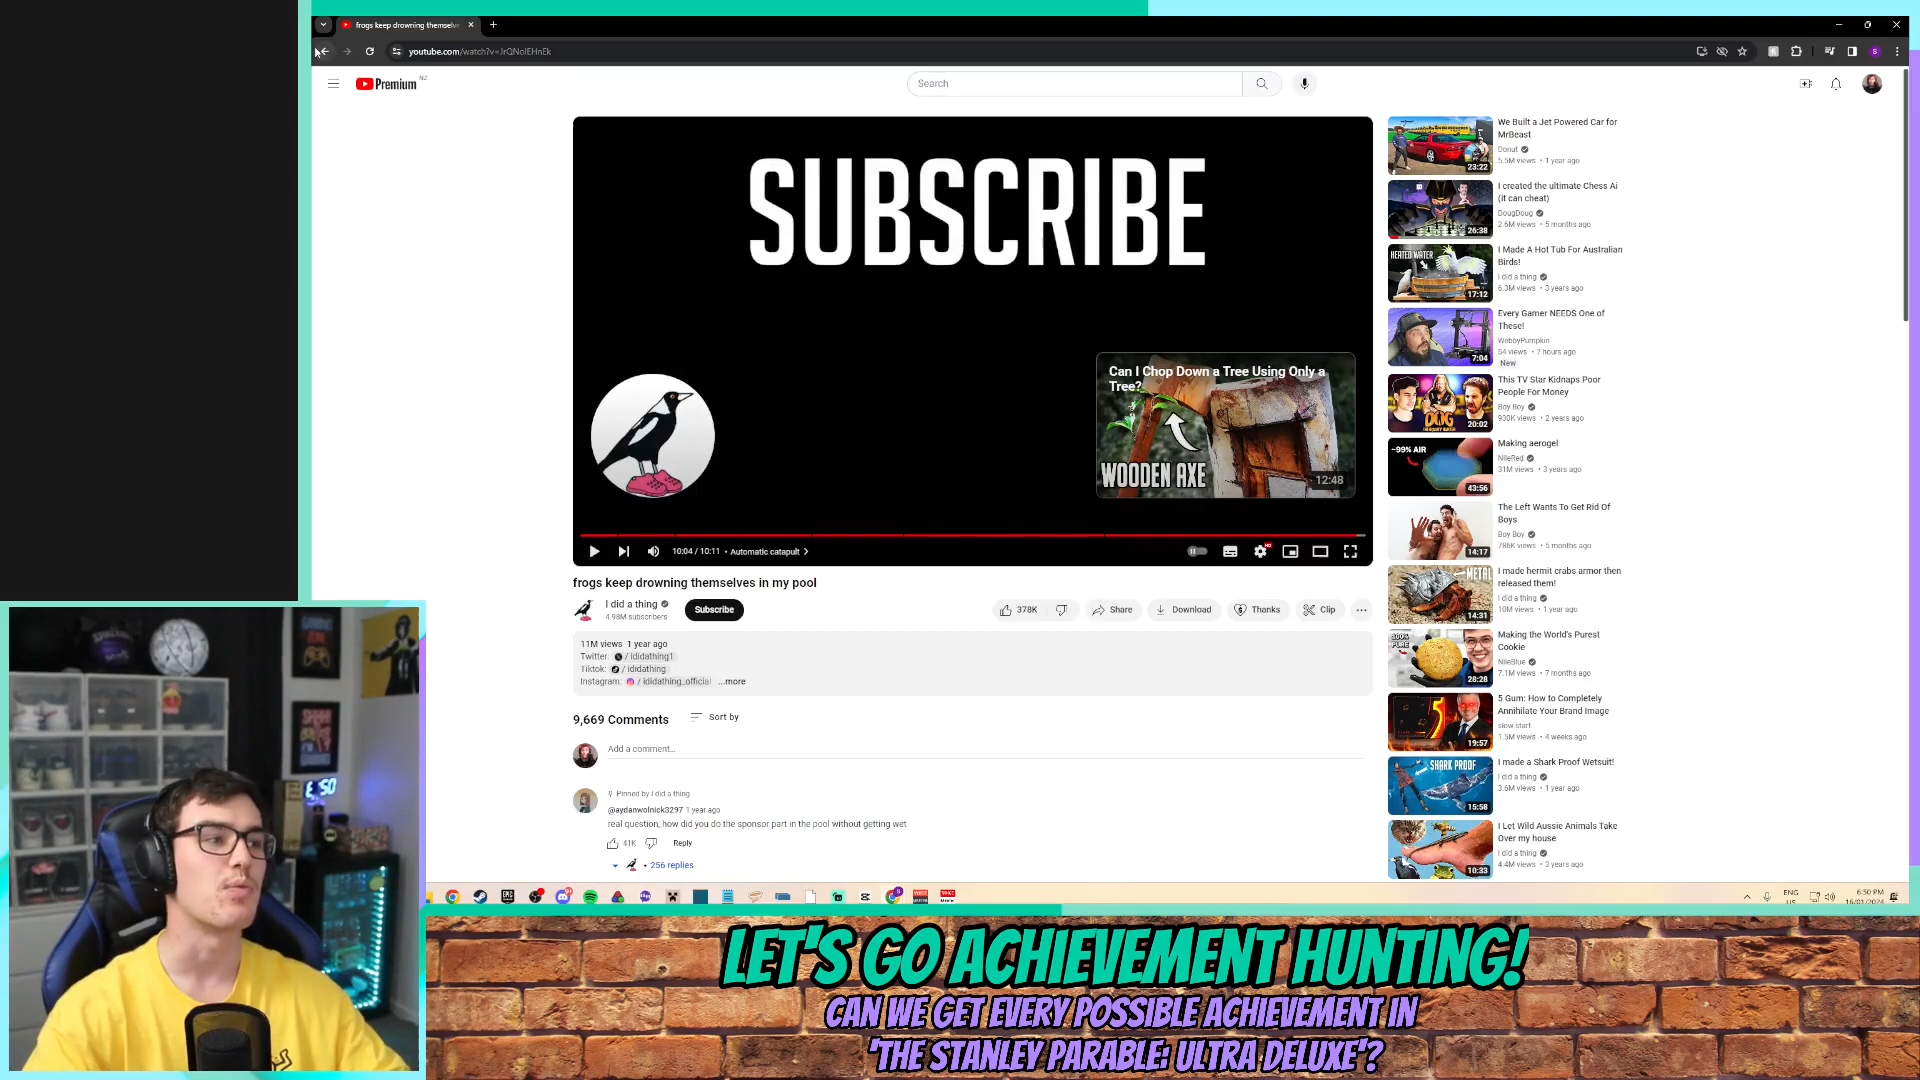 frogs keep drowning themselve
youtube.com/watch?v=JrQNolEHnEk
Premium NZ
Search
SUBSCRIBE
Can I Chop Down a Tree Using Only a
Tree?
WOODEN AXE
12:48
10:04 / 10:11 • Automatic catapult
frogs keep drowning themselves in my pool
I did a thing
4.98M subscribers
Subscribe
378K
Share
Download
Thanks
Clip
11M views 1 year ago
Twitter: / ididathing1
Tiktok: / ididathing
Instagram: / ididathing_official ...more
9,669 Comments
Sort by
Add a comment...
Pinned by I did a thing
@aydanwolnick3297 1 year ago
real question, how did you do the sponsor part in the pool without getting wet
41K
Reply
256 replies
We Built a Jet Powered Car for
MrBeast
Donut
5.5M views • 1 year ago
23:22
I created the ultimate Chess Ai
(it can cheat)
DougDoug
2.6M views • 5 months ago
26:38
I Made A Hot Tub For Australian
Birds!
I did a thing
6.3M views • 3 years ago
HEATED WATER
17:12
Every Gamer NEEDS One of
These!
WebbyPumpkin
54 views • 7 hours ago
New
7:04
This TV Star Kidnaps Poor
People For Money
Boy Boy
930K views • 2 years ago
DOG
20:02
Making aerogel
NileRed
31M views • 3 years ago
~99% AIR
43:56
The Left Wants To Get Rid Of
Boys
Boy Boy
786K views • 5 months ago
14:17
I made hermit crabs armor then
released them!
I did a thing
10M views • 1 year ago
METAL
14:31
Making the World's Purest
Cookie
NileBlue
7.1M views • 7 months ago
100% PURE
28:28
5 Gum: How to Completely
Annihilate Your Brand Image
slow start
1.5M views • 4 weeks ago
19:57
I made a Shark Proof Wetsuit!
I did a thing
3.6M views • 1 year ago
SHARK PROOF
15:58
I Let Wild Aussie Animals Take
Over my house
I did a thing
4.4M views • 3 years ago
10:33
ENG
US
6:50 PM
16/01/2024
6:50
LET'S GO ACHIEVEMENT HUNTING!
CAN WE GET EVERY POSSIBLE ACHIEVEMENT IN
'THE STANLEY PARABLE: ULTRA DELUXE'?